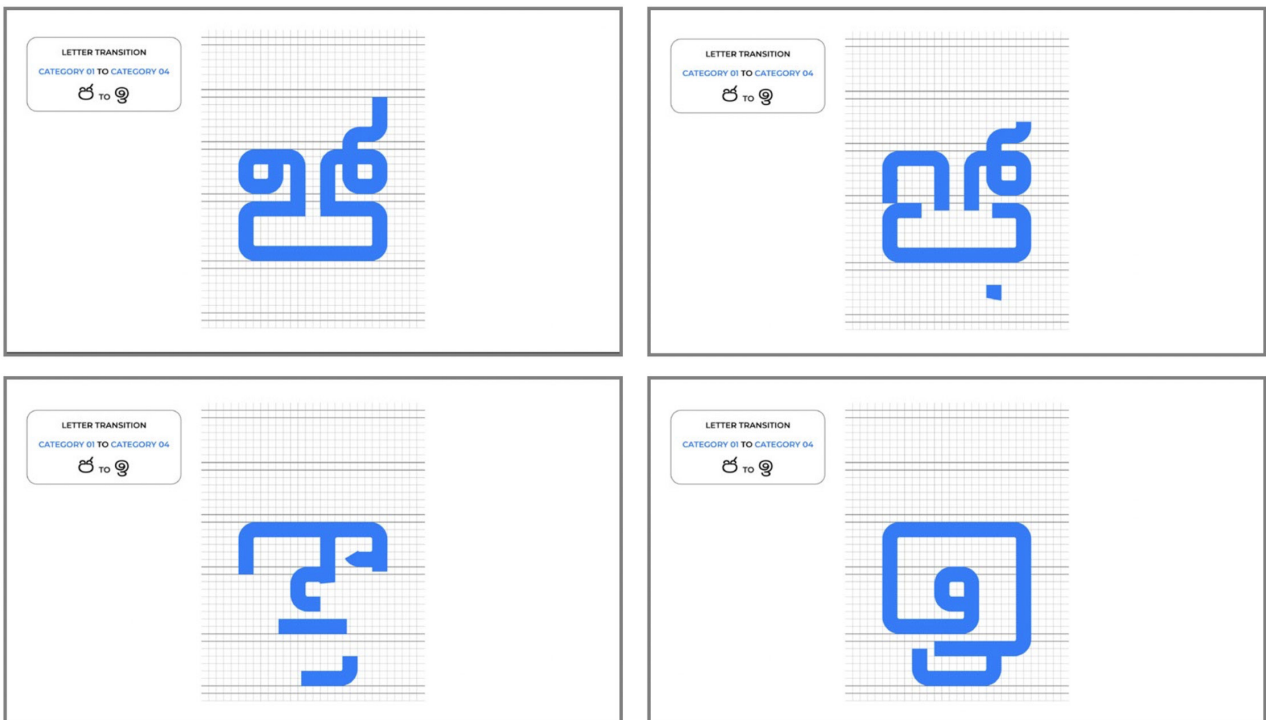 LETTER TRANSITION
CATEGORY 01 TO CATEGORY 04
ජ TO ඉ
ජ
LETTER TRANSITION
CATEGORY 01 TO CATEGORY 04
ජ TO ඉ
LETTER TRANSITION
CATEGORY 01 TO CATEGORY 04
ජ TO ඉ
LETTER TRANSITION
CATEGORY 01 TO CATEGORY 04
ජ TO ඉ
ඉ